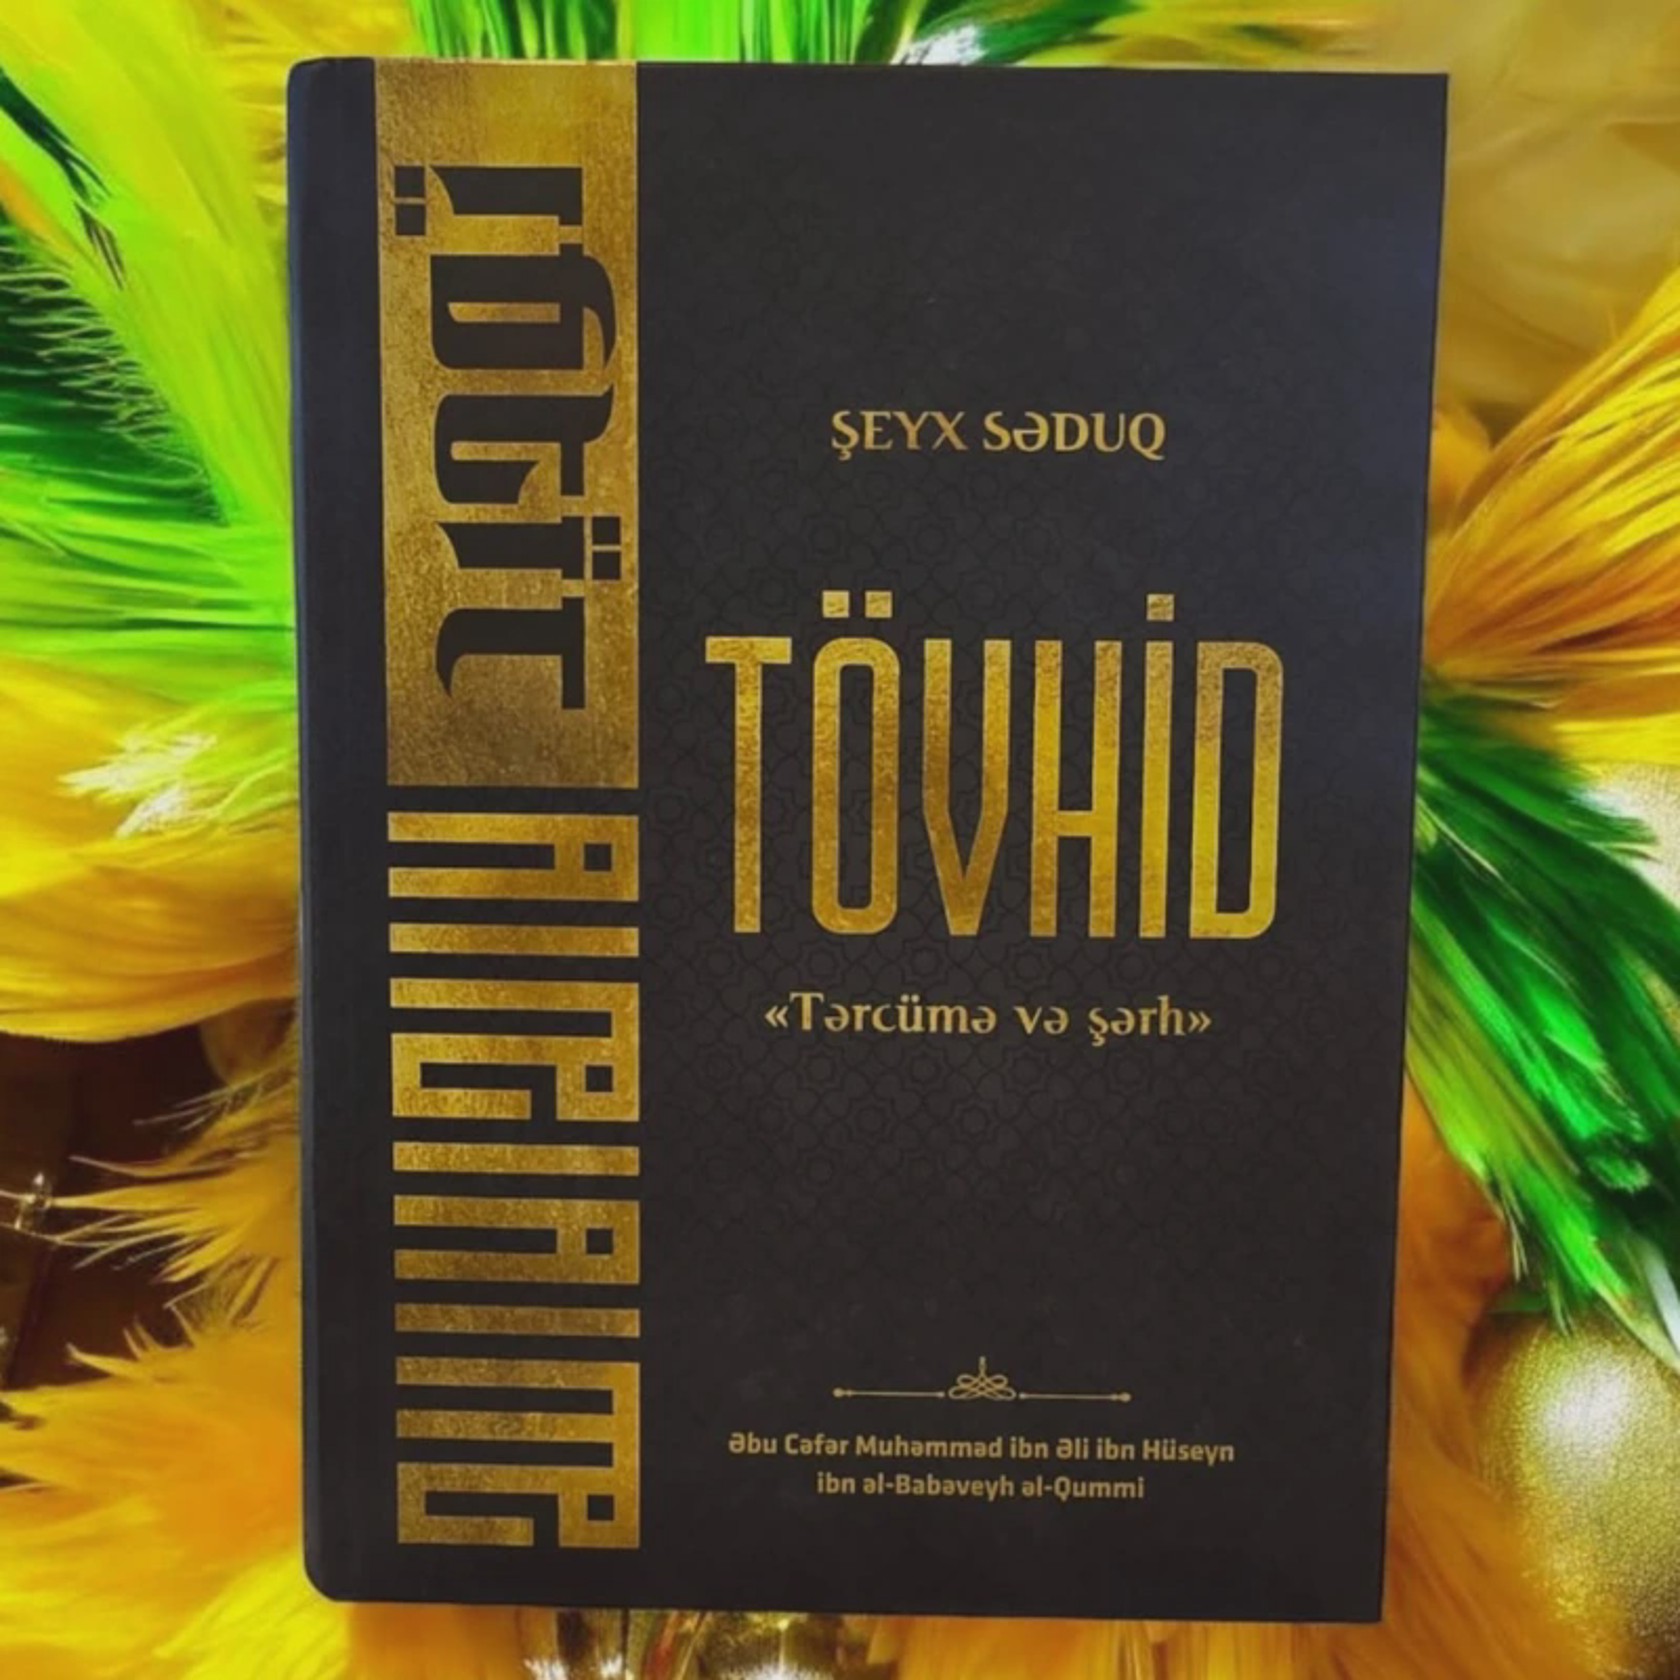 ŞEYX SƏDUQ
TÖVHİD
«Tərcümə və şərh»
Əbu Cəfər Muhəmməd ibn Əli ibn Hüseyn
ibn əl-Babəveyh əl-Qummi